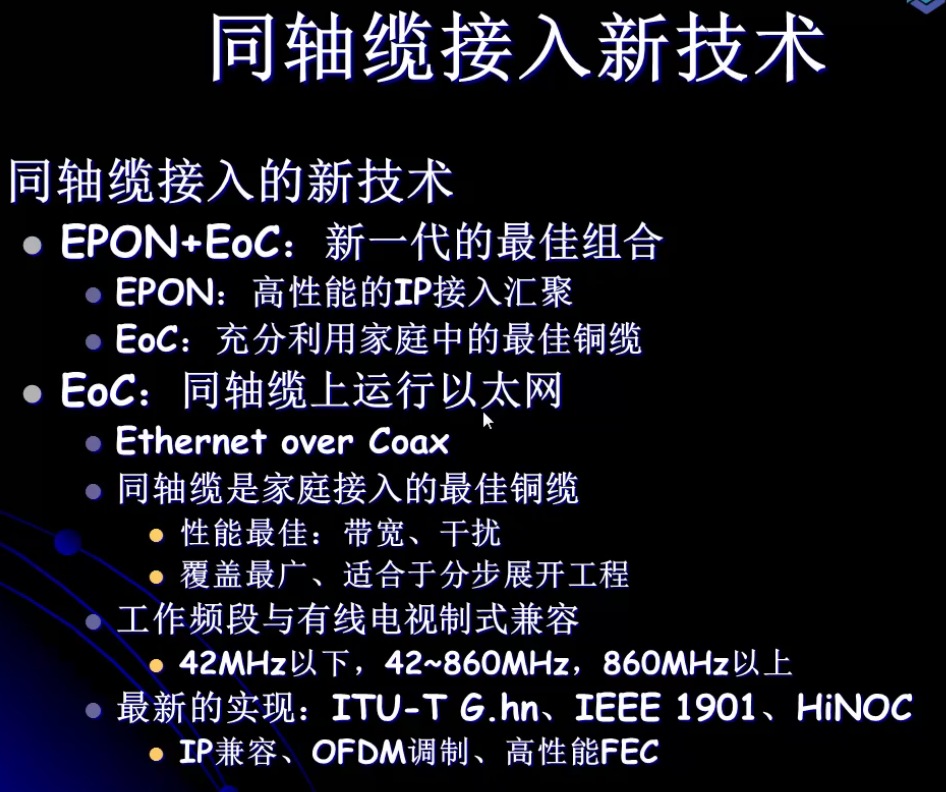 同轴缆接入新技术
同轴缆接入的新技术
EPON+EoC：新一代的最佳组合
EPON：高性能的IP接入汇聚
EoC：充分利用家庭中的最佳铜缆
EoC：同轴缆上运行以太网
Ethernet over Coax
同轴缆是家庭接入的最佳铜缆
性能最佳：带宽、干扰
覆盖最广、适合于分步展开工程
工作频段与有线电视制式兼容
42MHz以下，42~860MHz，860MHz以上
最新的实现：ITU-T G.hn、IEEE 1901、HiNOC
IP兼容、OFDM调制、高性能FEC